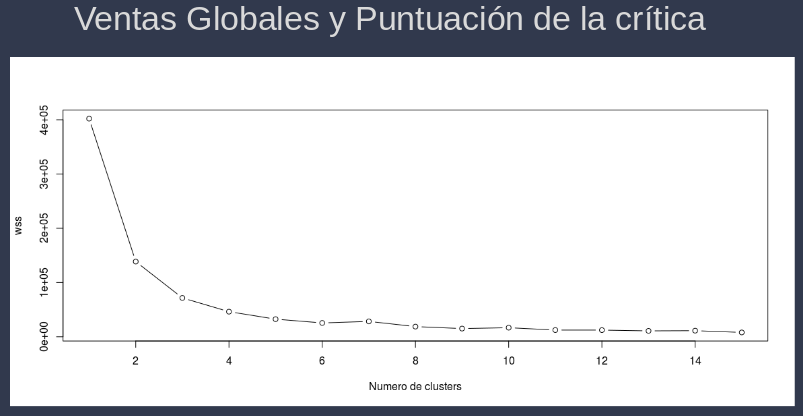 Ventas Globales y Puntuación de la crítica
4e+05
3e+05
2e+05
1e+05
0e+00
wss
2 4 6 8 10 12 14
Numero de clusters